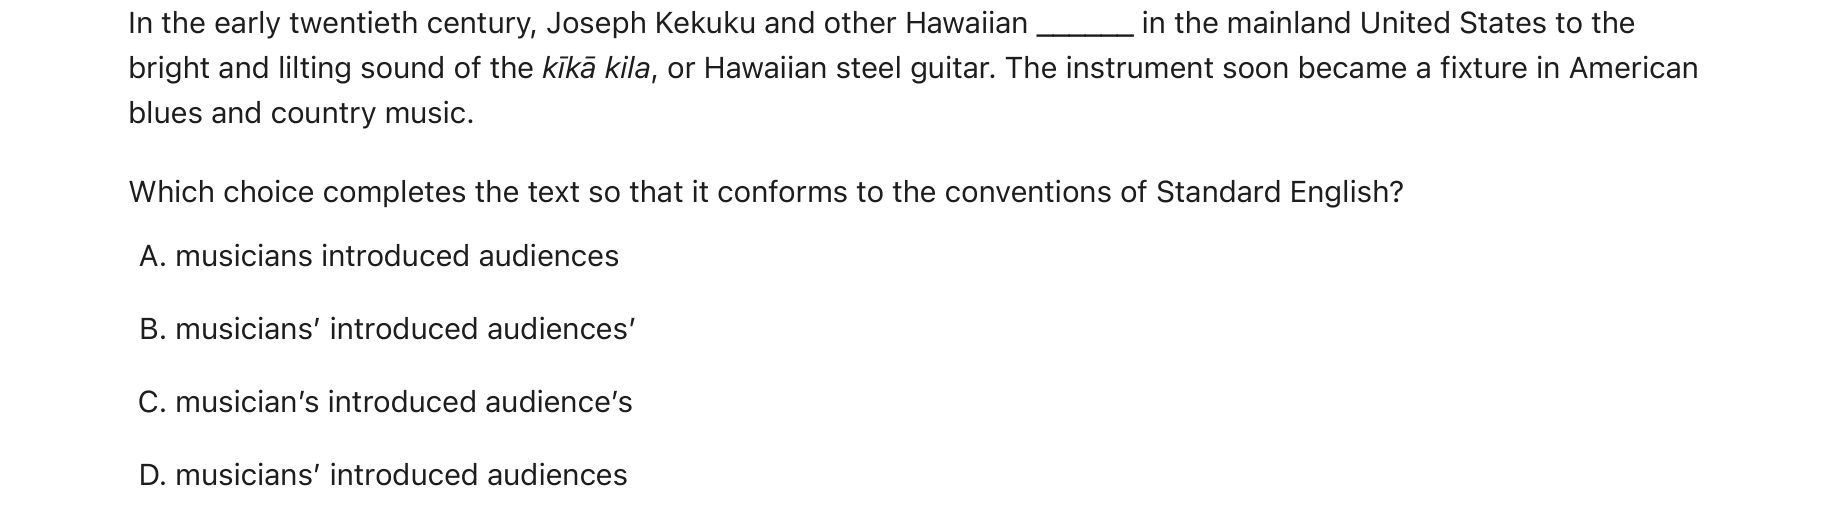 In the early twentieth century, Joseph Kekuku and other Hawaiian ______ in the mainland United States to the
bright and lilting sound of the kīkā kila, or Hawaiian steel guitar. The instrument soon became a fixture in American
blues and country music.
Which choice completes the text so that it conforms to the conventions of Standard English?
A. musicians introduced audiences
B. musicians’ introduced audiences’
C. musician’s introduced audience’s
D. musicians’ introduced audiences